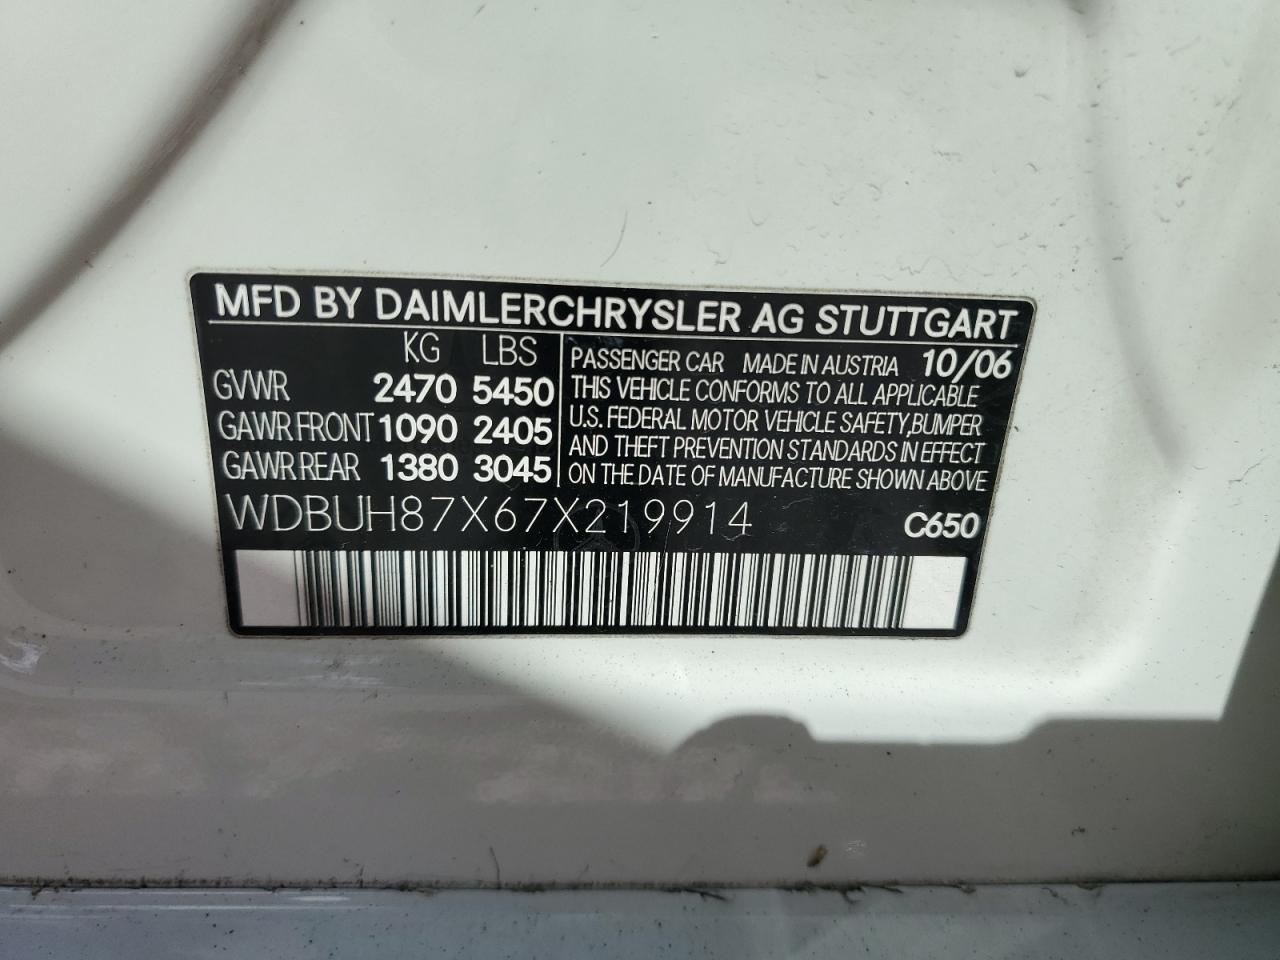 MFD BY DAIMLERCHRYSLER AG STUTTGART
KG LBS
GVWR 2470 5450
GAWR FRONT 1090 2405
GAWR REAR 1380 3045
PASSENGER CAR MADE IN AUSTRIA 10/06
THIS VEHICLE CONFORMS TO ALL APPLICABLE
U.S. FEDERAL MOTOR VEHICLE SAFETY,BUMPER
AND THEFT PREVENTION STANDARDS IN EFFECT
ON THE DATE OF MANUFACTURE SHOWN ABOVE
WDBUH87X67X219914 C650